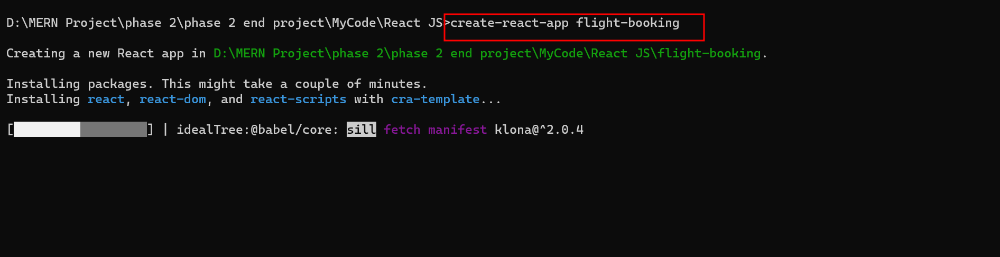 D:\MERN Project\phase 2\phase 2 end project\MyCode\React JS>create-react-app flight-booking
Creating a new React app in D:\MERN Project\phase 2\phase 2 end project\MyCode\React JS\flight-booking.
Installing packages. This might take a couple of minutes.
Installing react, react-dom, and react-scripts with cra-template...
[                  ] | idealTree:@babel/core: sill fetch manifest klona@^2.0.4